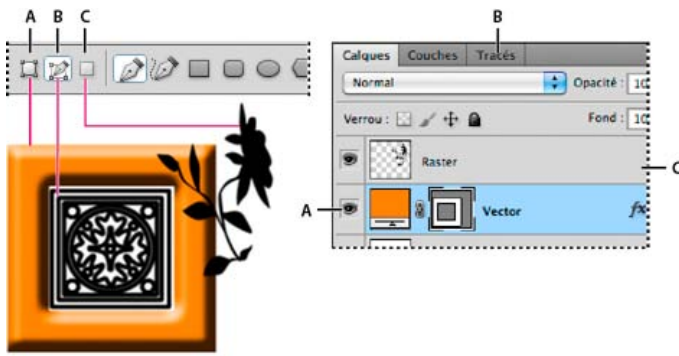 A B C
B
Calques Couches Tracés
Normal
Opacité : 10
Verrou :
Fond : 10
Raster
C
A
Vector
fx